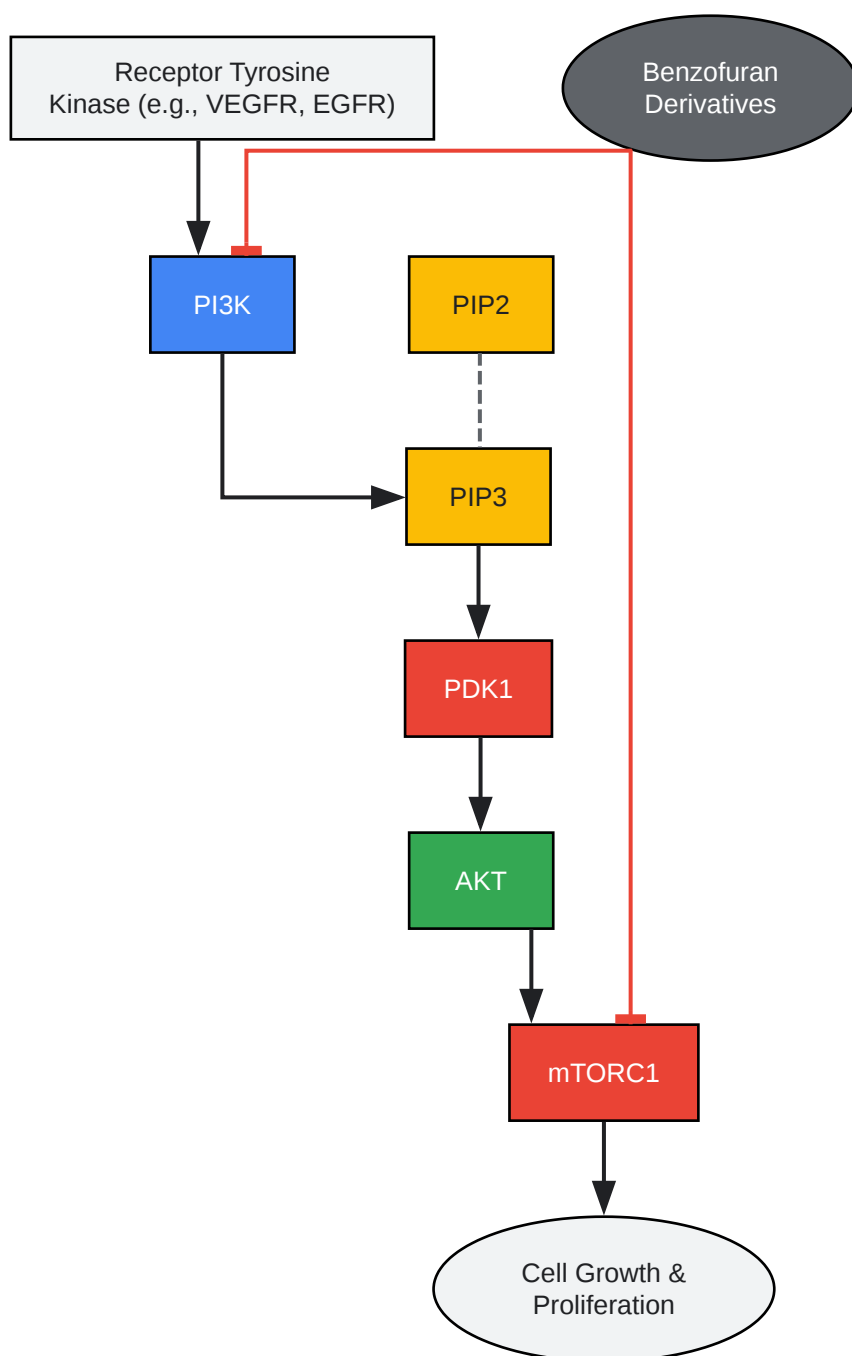 Receptor Tyrosine
Kinase (e.g., VEGFR, EGFR)
Benzofuran
Derivatives
PI3K
PIP2
PIP3
PDK1
AKT
mTORC1
Cell Growth &
Proliferation